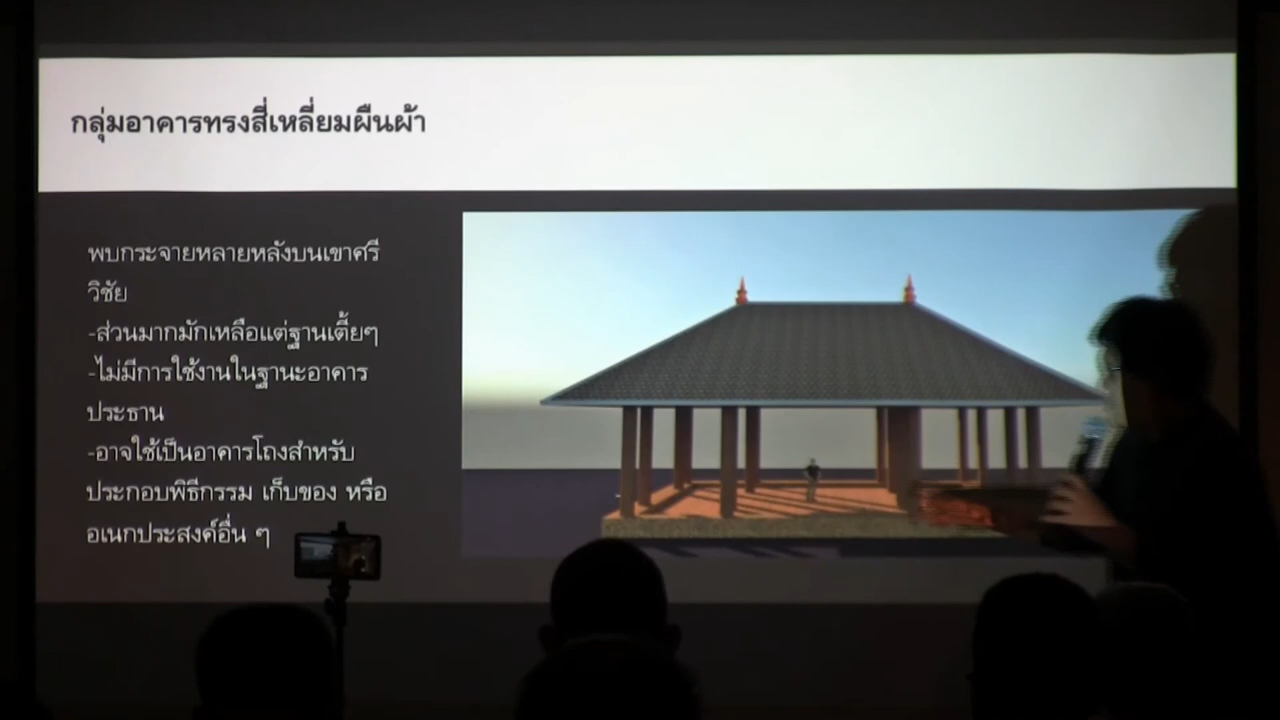 กลุ่มอาคารทรงสี่เหลี่ยมผืนผ้า
พบกระจายหลายหลังบนเขาศรี
วิชัย
-ส่วนมากมักเหลือแต่ฐานเตี้ยๆ
-ไม่มีการใช้งานในฐานะอาคาร
ประธาน
-อาจใช้เป็นอาคารโถงสำหรับ
ประกอบพิธีกรรม เก็บของ หรือ
อเนกประสงค์อื่น ๆ